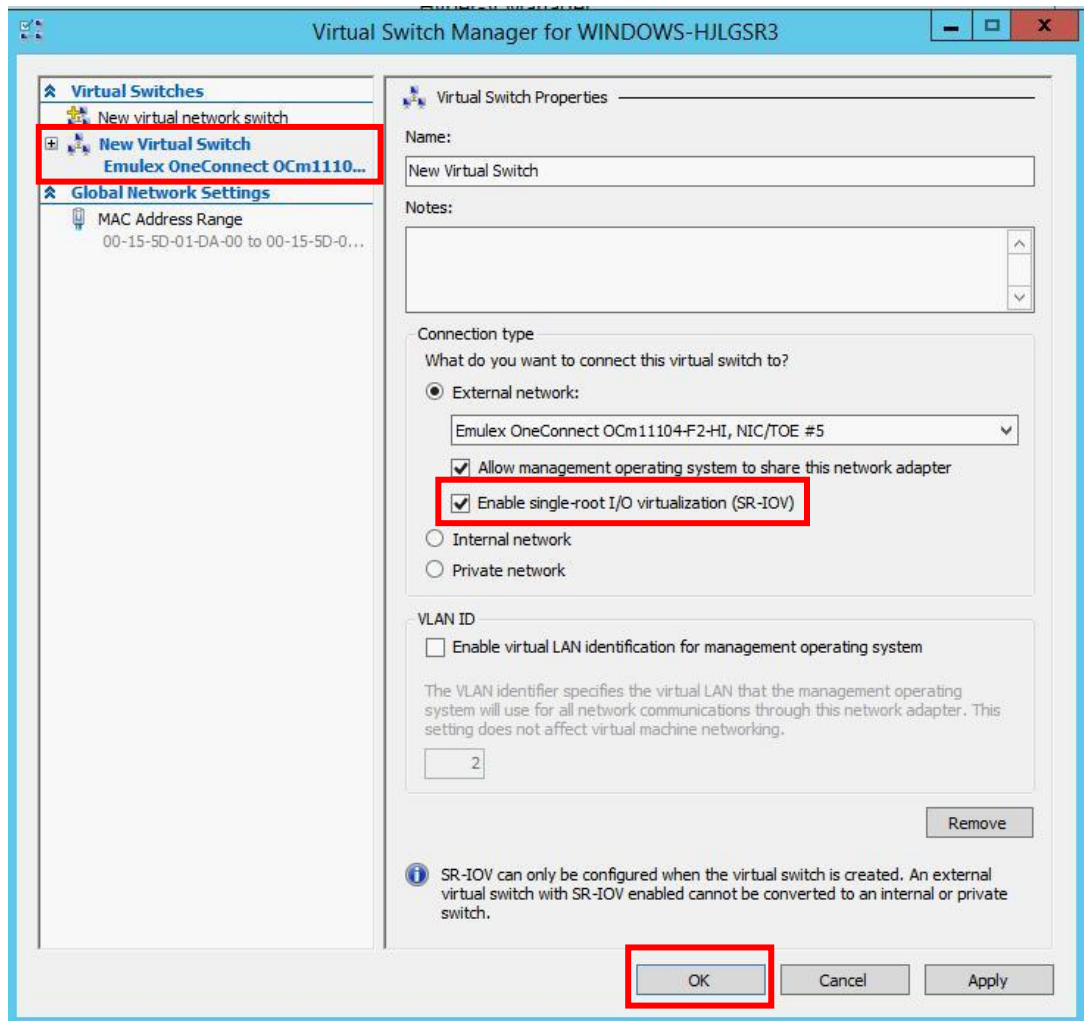 Hyper-V Manager
Virtual Switch Manager for WINDOWS-HJLGSR3
Virtual Switches
New virtual network switch
New Virtual Switch
Emulex OneConnect OCm1110...
Global Network Settings
MAC Address Range
00-15-5D-01-DA-00 to 00-15-5D-0...
Virtual Switch Properties
Name:
New Virtual Switch
Notes:
Connection type
What do you want to connect this virtual switch to?
External network:
Emulex OneConnect OCm11104-F2-HI, NIC/TOE #5
Allow management operating system to share this network adapter
Enable single-root I/O virtualization (SR-IOV)
Internal network
Private network
VLAN ID
Enable virtual LAN identification for management operating system
The VLAN identifier specifies the virtual LAN that the management operating
system will use for all network communications through this network adapter. This
setting does not affect virtual machine networking.
2
Remove
SR-IOV can only be configured when the virtual switch is created. An external
virtual switch with SR-IOV enabled cannot be converted to an internal or private
switch.
OK
Cancel
Apply